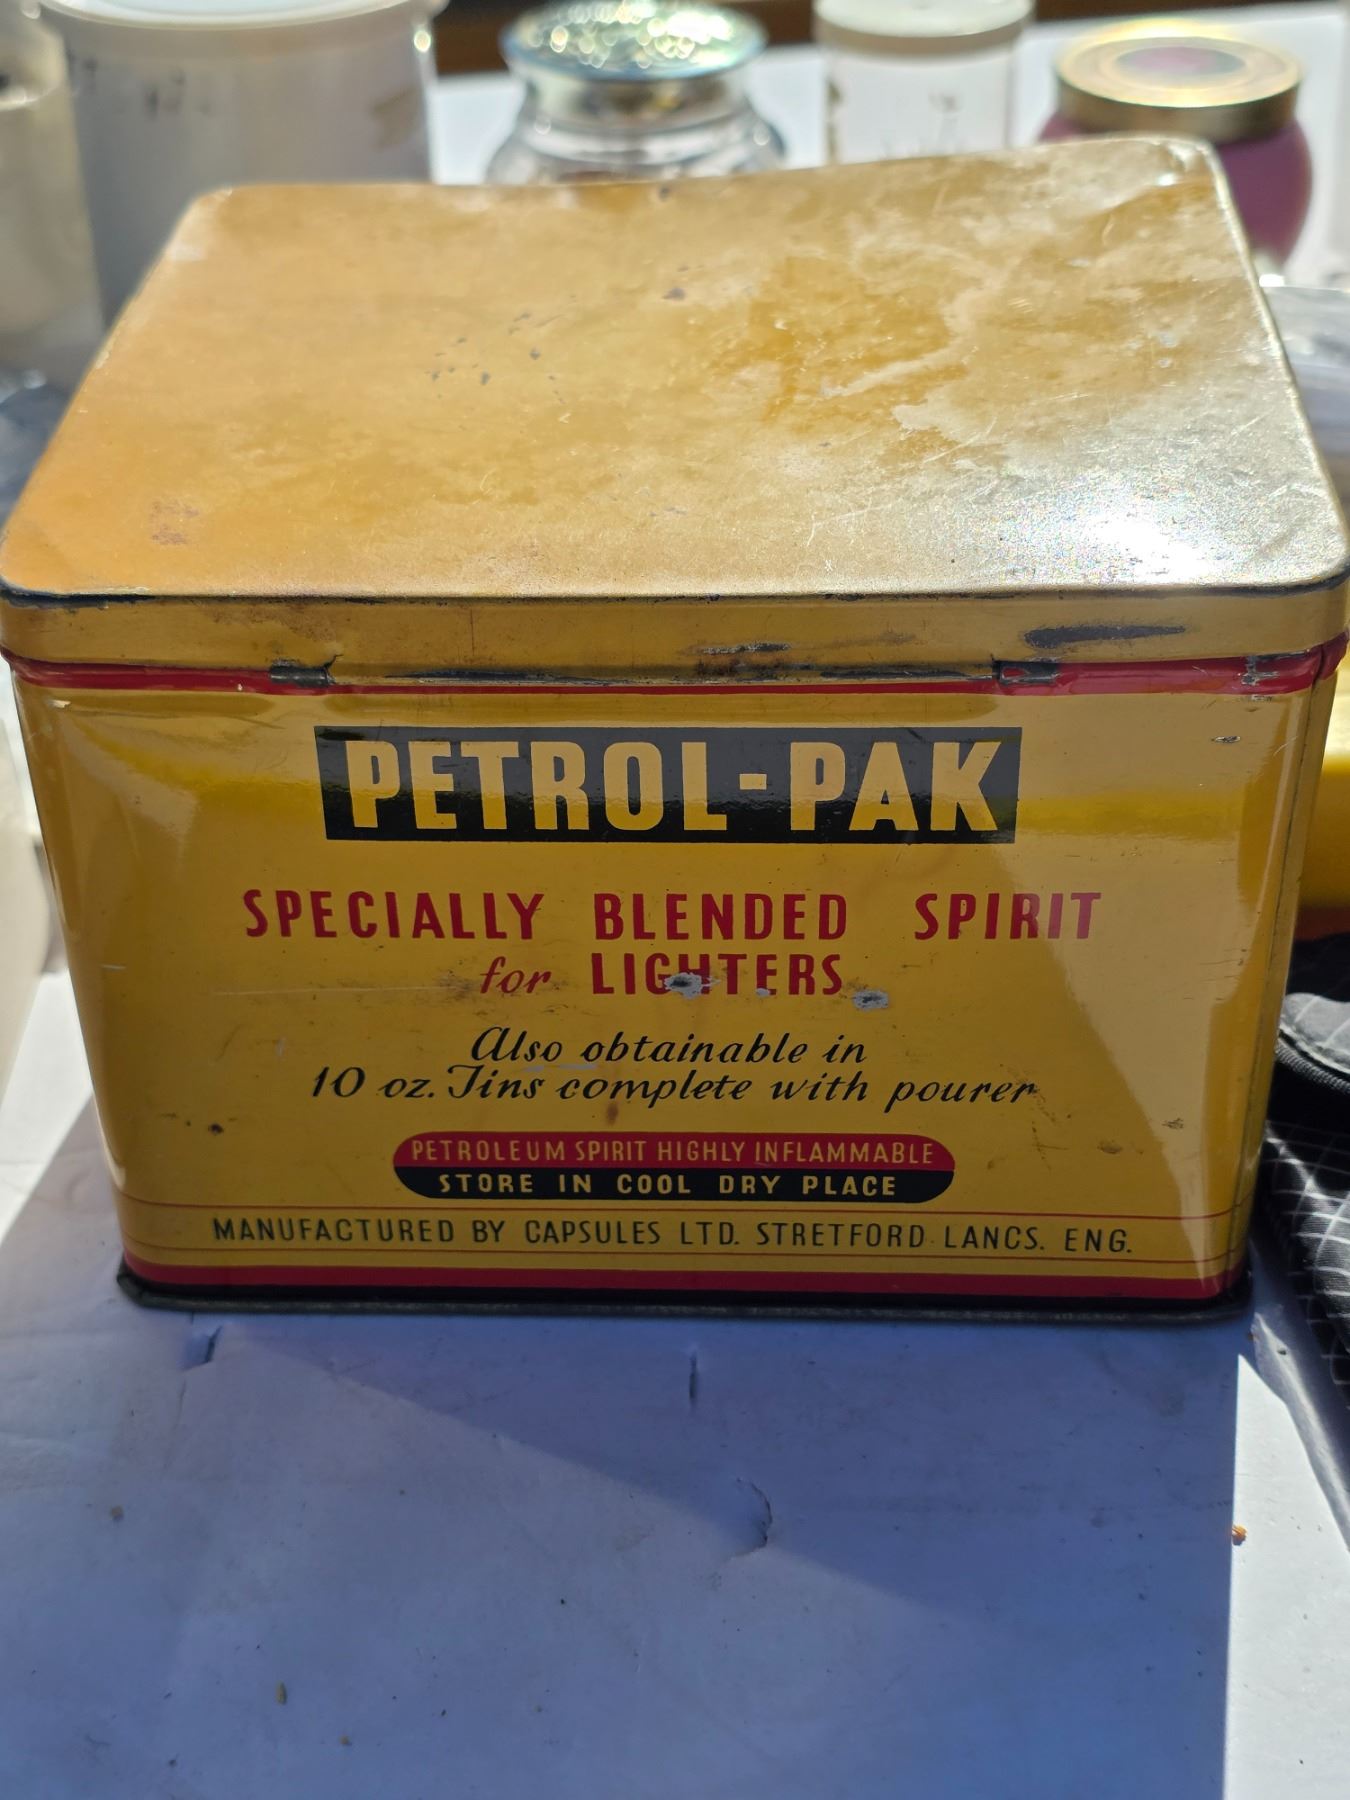 PETROL-PAK
SPECIALLY BLENDED SPIRIT
for LIGHTERS
Also obtainable in
10 oz. Tins complete with pourer
PETROLEUM SPIRIT HIGHLY INFLAMMABLE
STORE IN COOL DRY PLACE
MANUFACTURED BY CAPSULES LTD. STRETFORD. LANCS. ENG.